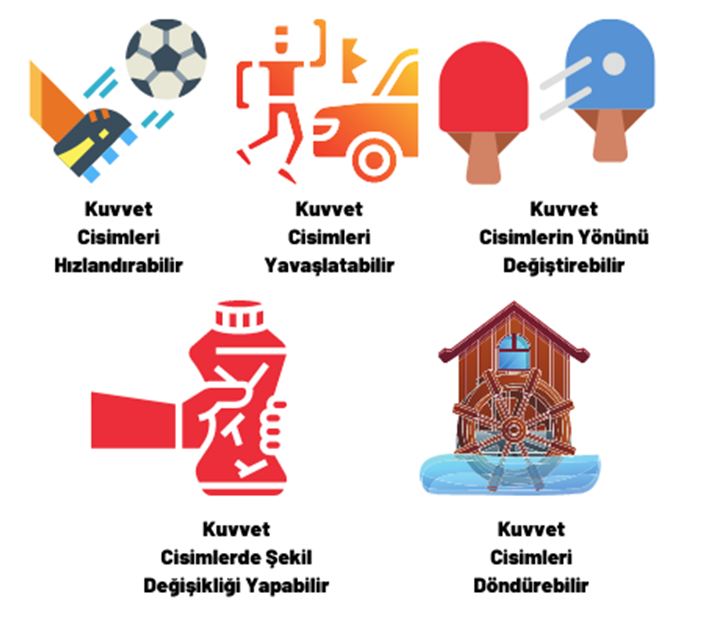 Kuvvet
Cisimleri
Hızlandırabilir
Kuvvet
Cisimleri
Yavaşlatabilir
Kuvvet
Cisimlerin Yönünü
Değiştirebilir
Kuvvet
Cisimlerde Şekil
Değişikliği Yapabilir
Kuvvet
Cisimleri
Döndürebilir